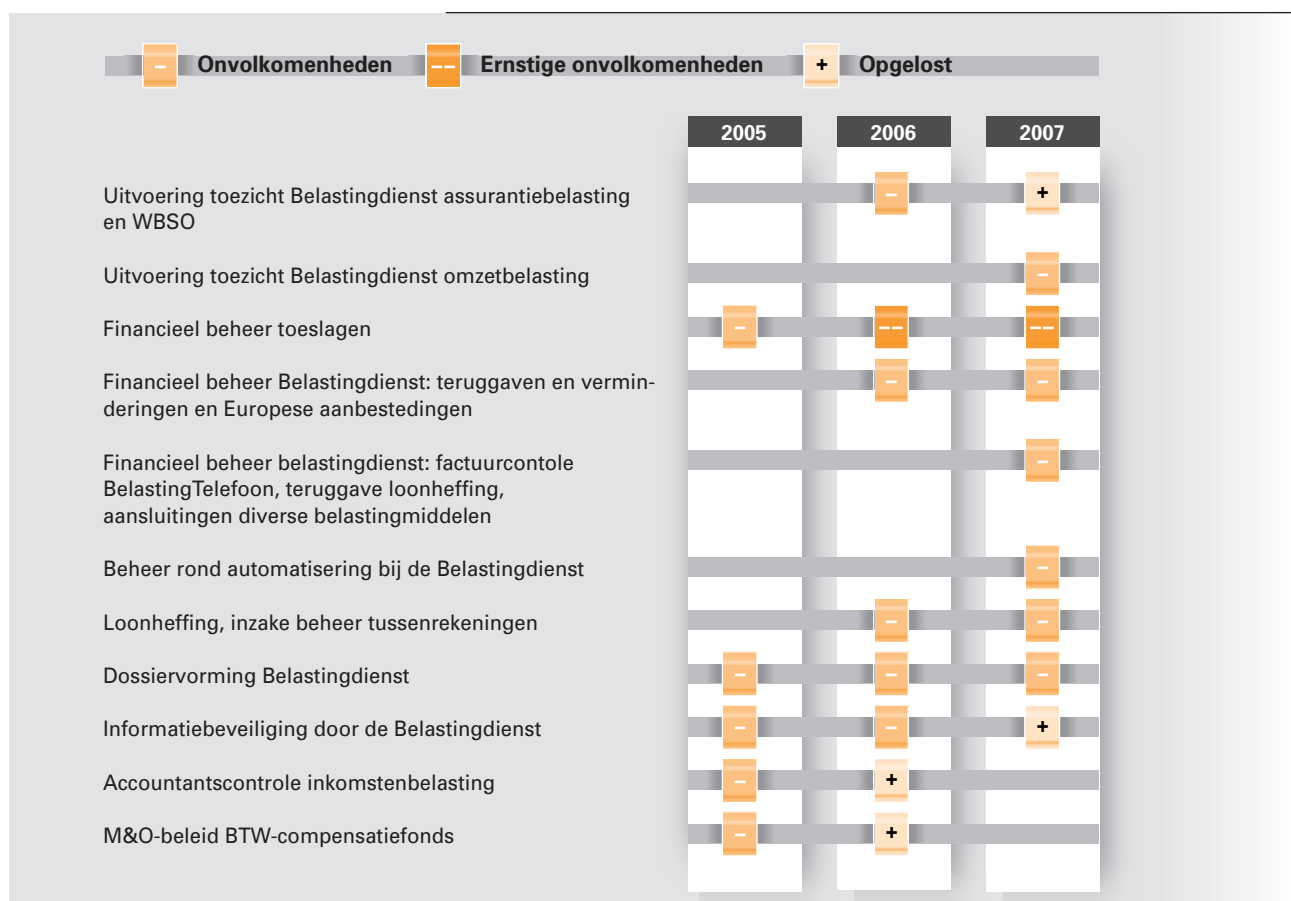 – Onvolkomenheden –– Ernstige onvolkomenheden + Opgelost
2005 2006 2007
Uitvoering toezicht Belastingdienst assurantiebelasting – +
en WBSO
Uitvoering toezicht Belastingdienst omzetbelasting –
Financieel beheer toeslagen – –– ––
Financieel beheer Belastingdienst: teruggaven en vermin- – –
deringen en Europese aanbestedingen
Financieel beheer belastingdienst: factuurcontole –
BelastingTelefoon, teruggave loonheffing,
aansluitingen diverse belastingmiddelen
Beheer rond automatisering bij de Belastingdienst –
Loonheffing, inzake beheer tussenrekeningen – –
Dossiervorming Belastingdienst – – –
Informatiebeveiliging door de Belastingdienst – – +
Accountantscontrole inkomstenbelasting – +
M&O-beleid BTW-compensatiefonds – +